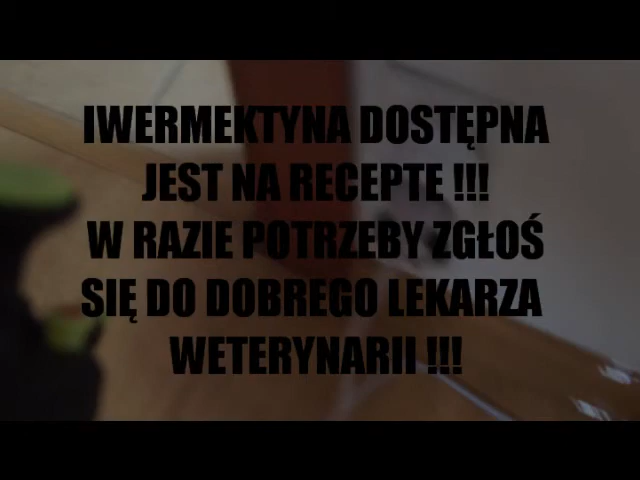 IWERMEKTYNA DOSTĘPNA
JEST NA RECEPTE !!!
W RAZIE POTRZEBY ZGŁOŚ
SIĘ DO DOBREGO LEKARZA
WETERYNARII !!!